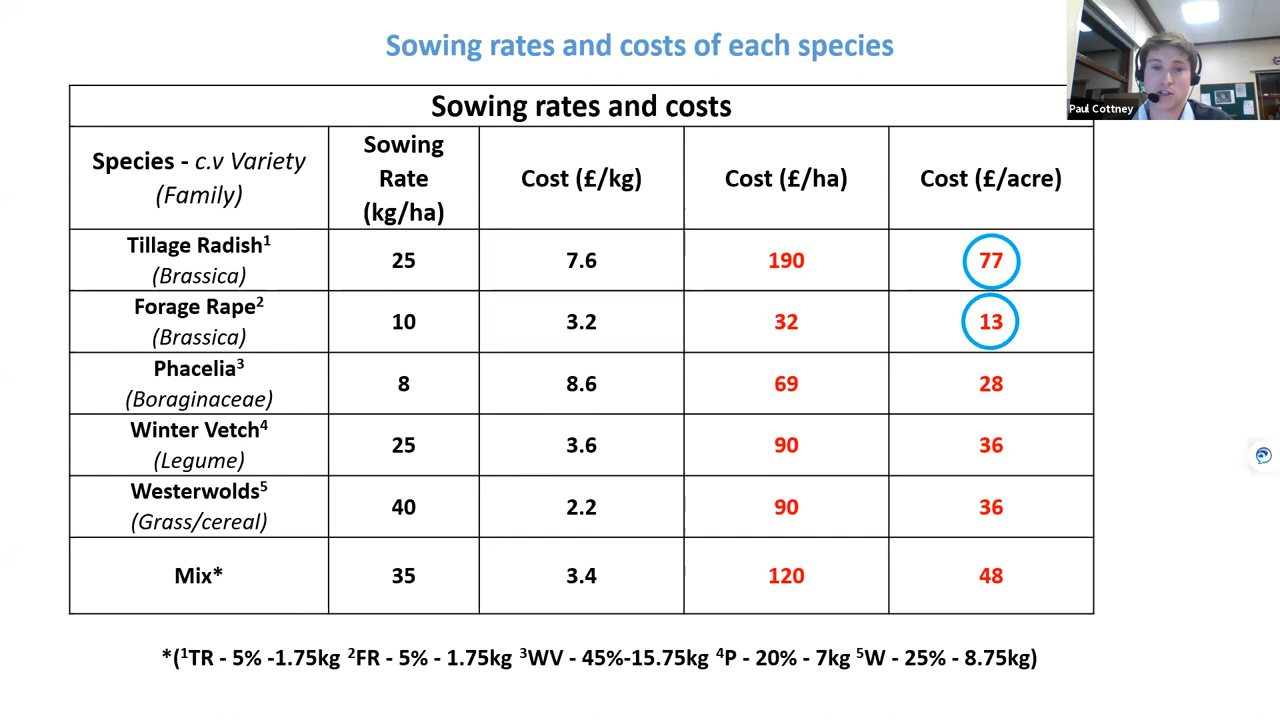 Sowing rates and costs of each species
Paul Cottney
Sowing rates and costs
Species - c.v Variety
(Family)
Sowing
Rate
(kg/ha)
Cost (£/kg)
Cost (£/ha)
Cost (£/acre)
Tillage Radish¹
(Brassica)
25
7.6
190
77
Forage Rape²
(Brassica)
10
3.2
32
13
Phacelia³
(Boraginaceae)
8
8.6
69
28
Winter Vetch⁴
(Legume)
25
3.6
90
36
Westerwolds⁵
(Grass/cereal)
40
2.2
90
36
Mix*
35
3.4
120
48
*(¹TR - 5% -1.75kg ²FR - 5% - 1.75kg ³WV - 45%-15.75kg ⁴P - 20% - 7kg ⁵W - 25% - 8.75kg)